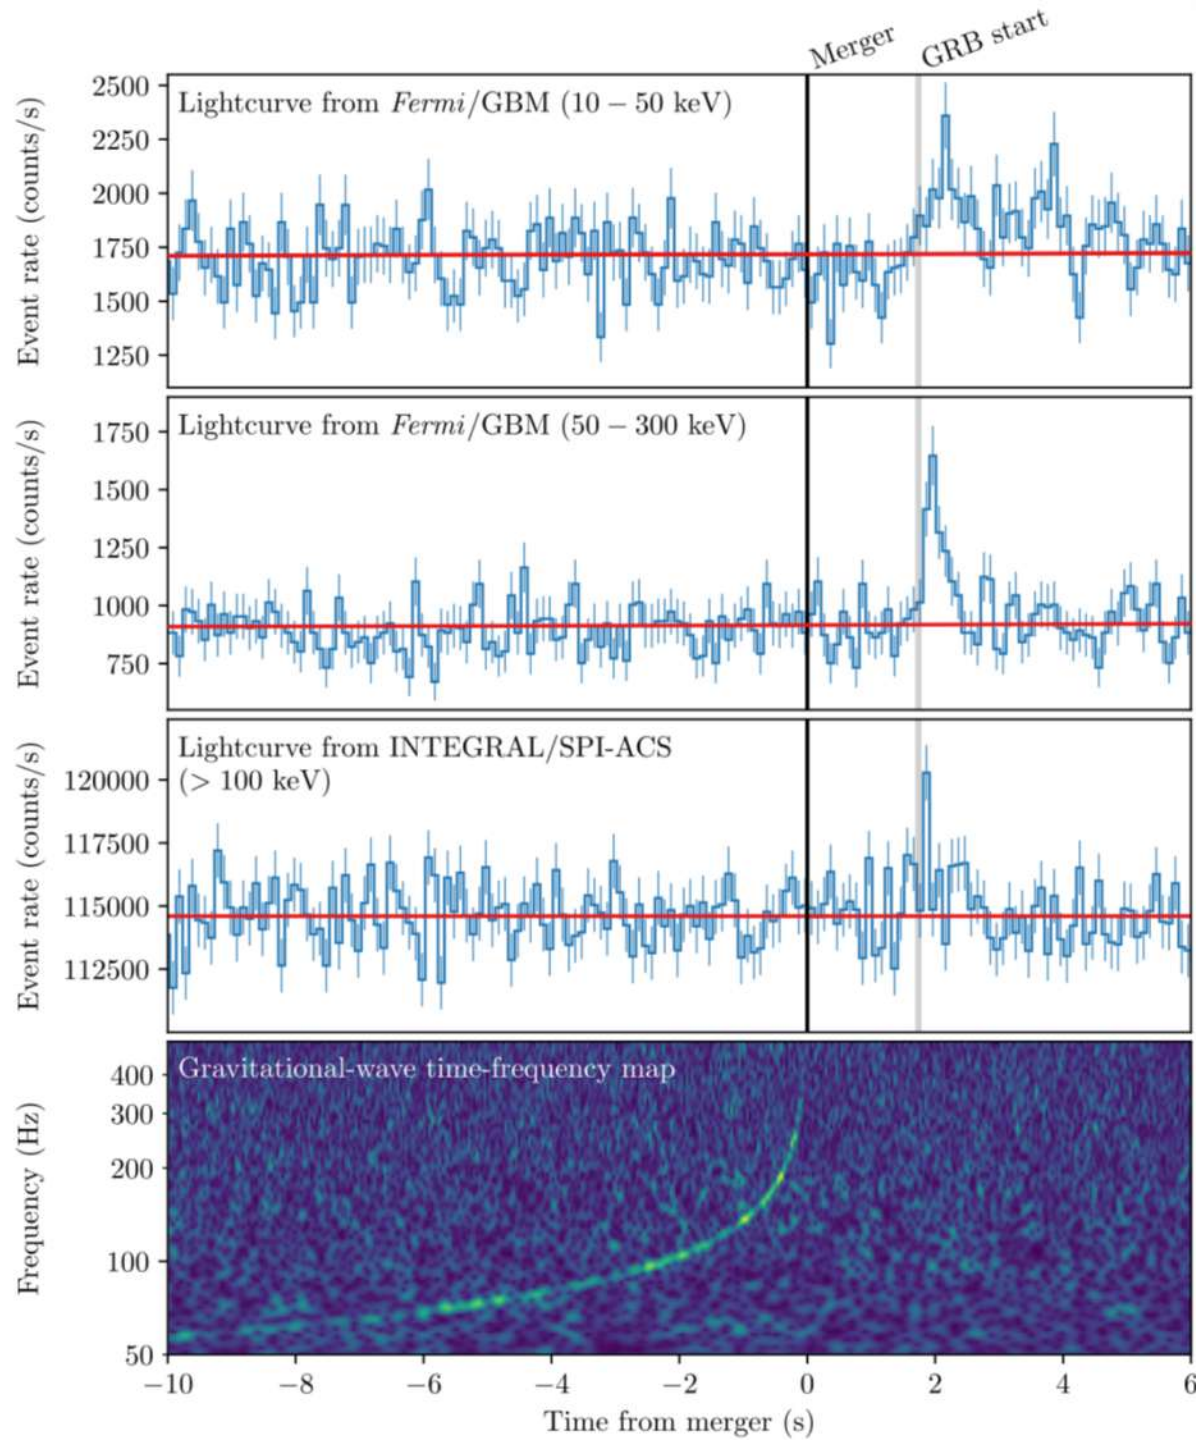 Merger GRB start
2500
Lightcurve from Fermi/GBM (10 – 50 keV)
2250
2000
1750
1500
1250
Event rate (counts/s)
Lightcurve from Fermi/GBM (50 – 300 keV)
1750
1500
1250
1000
750
Event rate (counts/s)
Lightcurve from INTEGRAL/SPI-ACS
(> 100 keV)
120000
117500
115000
112500
Event rate (counts/s)
Gravitational-wave time-frequency map
400
300
200
100
50
Frequency (Hz)
−10 −8 −6 −4 −2 0 2 4 6
Time from merger (s)